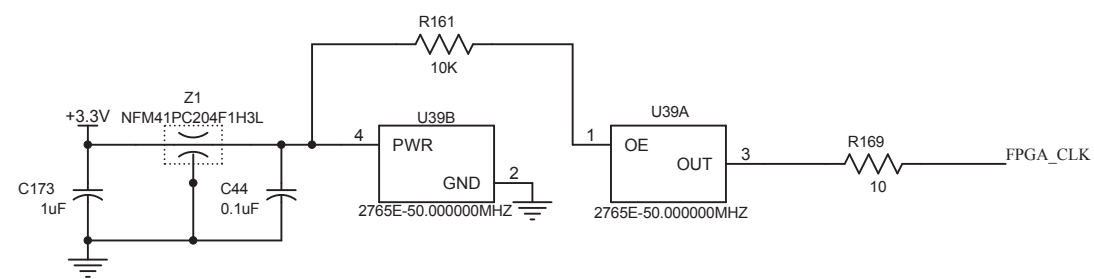 R161
10K
Z1
NFM41PC204F1H3L
+3.3V
U39B
U39A
4
PWR
1
OE
OUT
3
R169
10
FPGA_CLK
GND
2
C173
1uF
C44
0.1uF
2765E-50.000000MHZ
2765E-50.000000MHZ